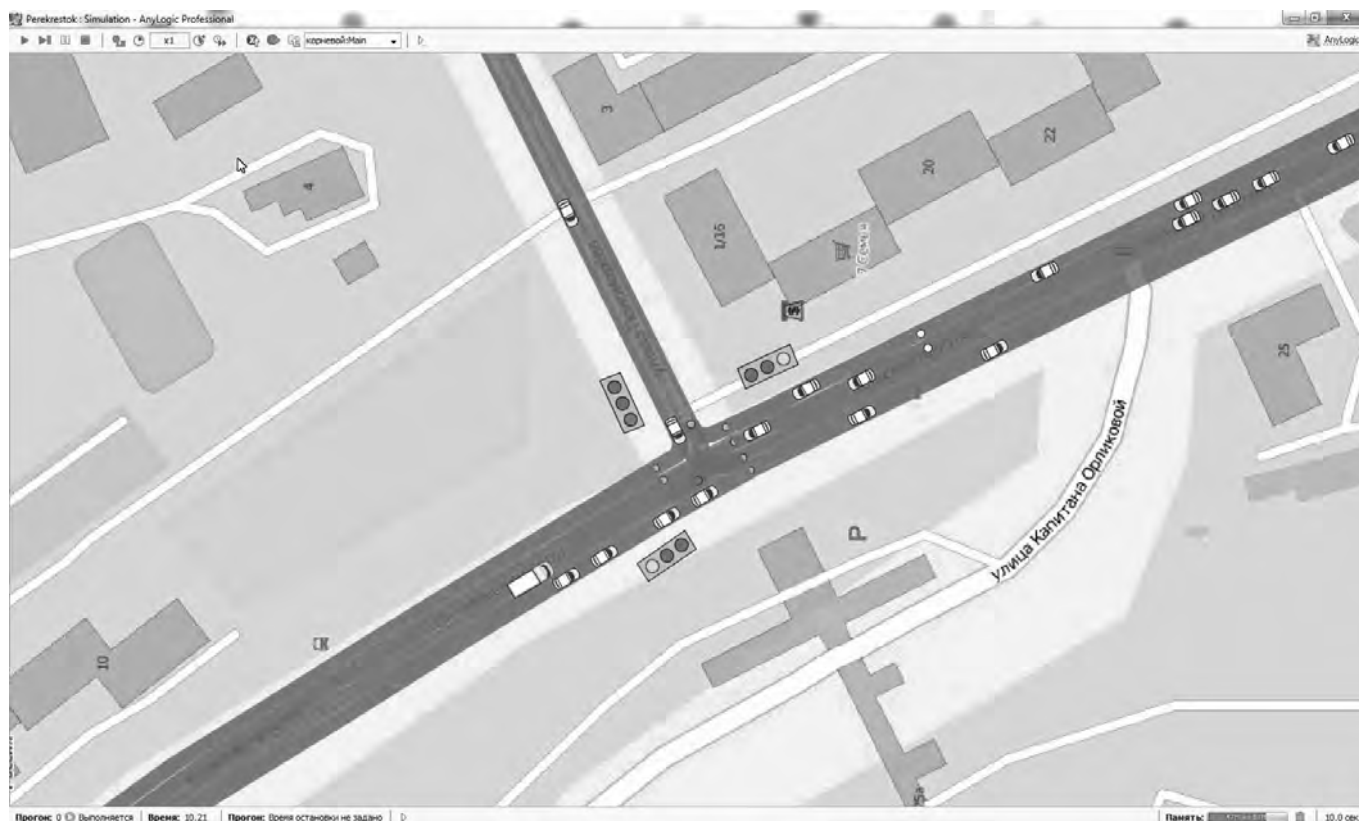 Perekrestok : Simulation - AnyLogic Professional
x1
корневой:Main
AnyLogic
3
4
22
20
1/16
25
P
улица Капитана Орликовой
10
25а
Прогон: 0 Выполняется
Время: 10.21
Прогон: Время остановки не задано
Память:
10.0 сек